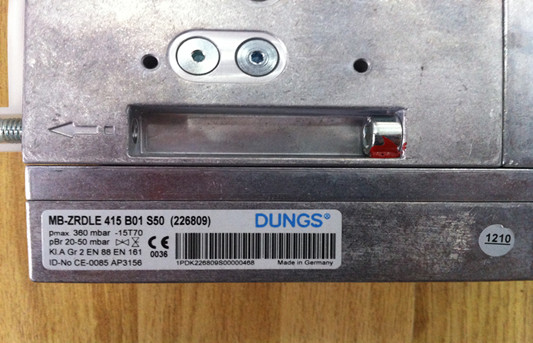 MB-ZRDLE 415 B01 S50 (226809)
DUNGS®
pmax 360 mbar -15T70
pBr 20-50 mbar
Kl.A Gr 2 EN 88 EN 161
ID-No CE-0085 AP3156
CE
0036
1PDK226809S00000468
Made in Germany
1210